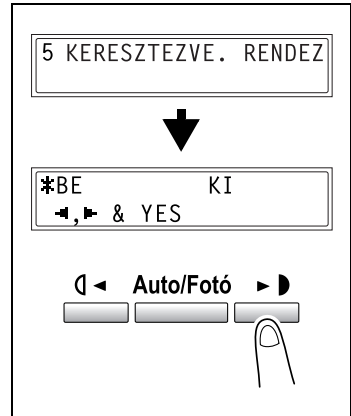 5 KERESZTEZVE. RENDEZ
*BE KI
◄,► & YES
◄ Auto/Fotó ►